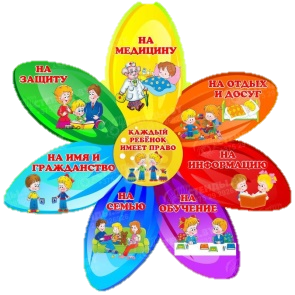 НА
МЕДИЦИНУ
НА ОТДЫХ
И ДОСУГ
НА
ИНФОРМАЦИЮ
НА
ОБУЧЕНИЕ
НА
СЕМЬЮ
НА ИМЯ И
ГРАЖДАНСТВО
НА
ЗАЩИТУ
КАЖДЫЙ
РЕБЁНОК
ИМЕЕТ ПРАВО